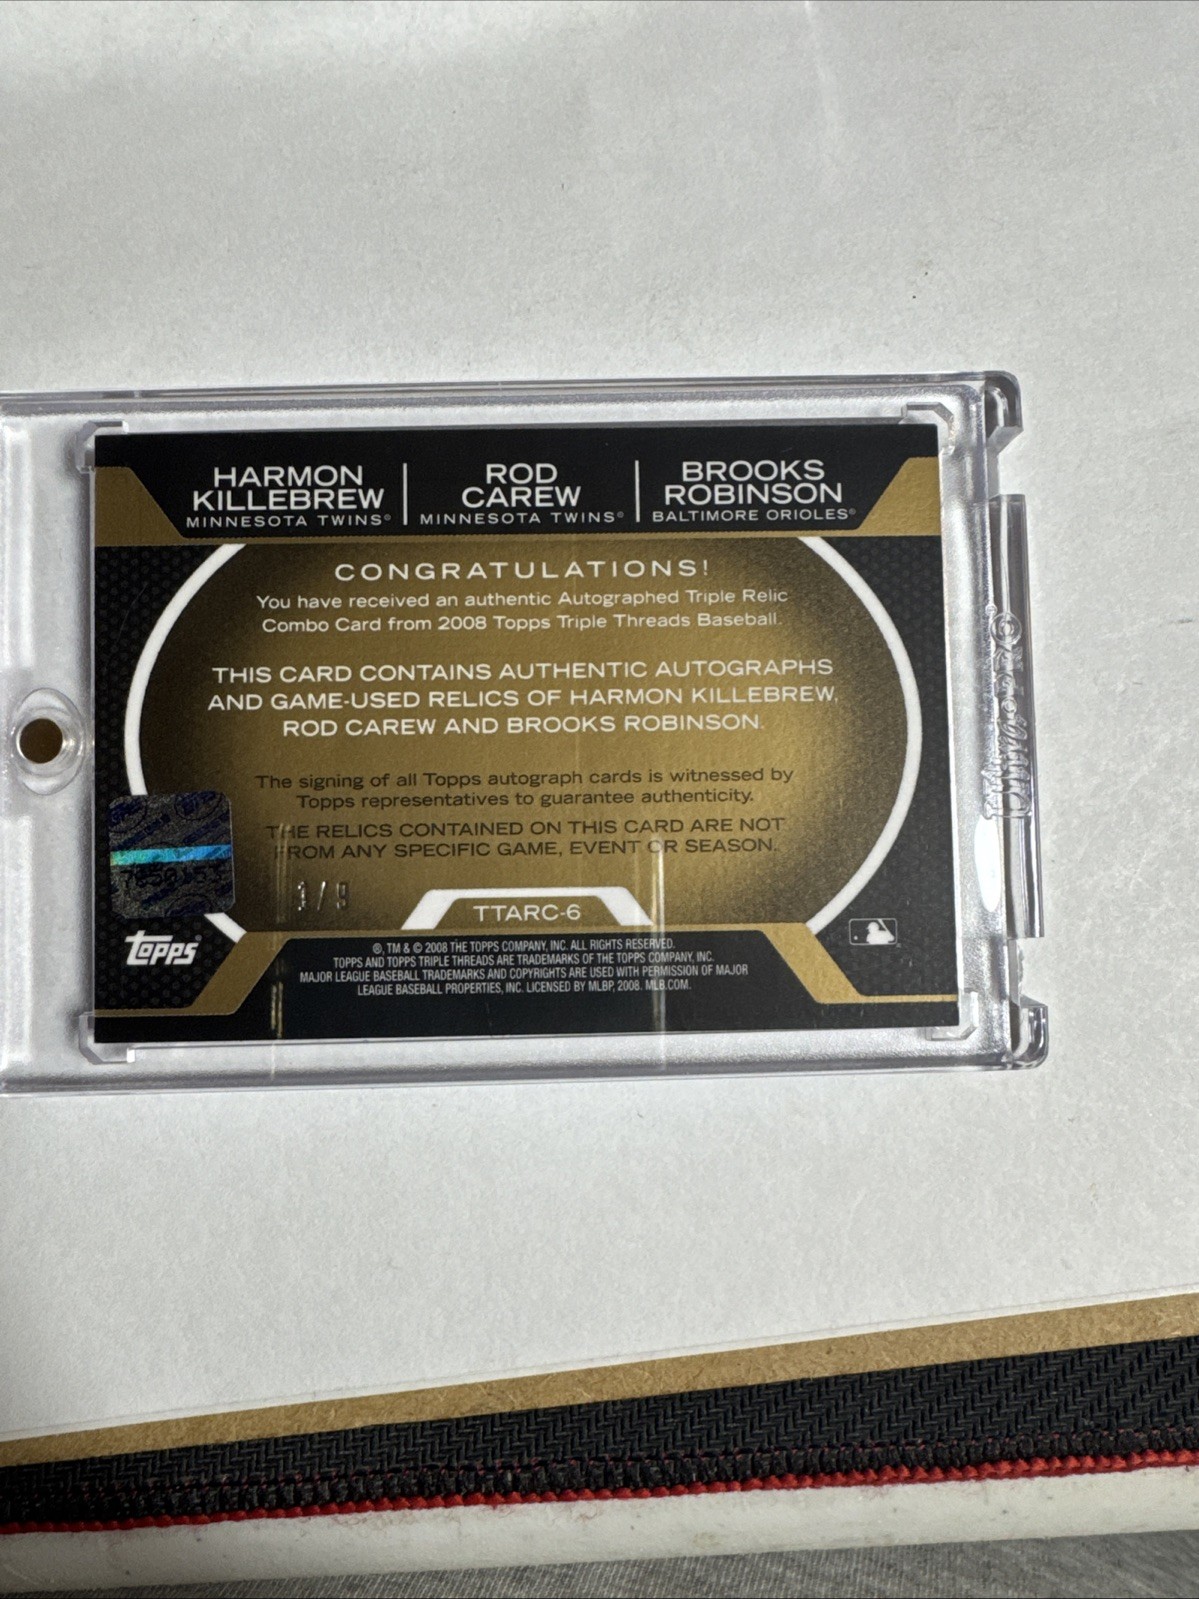 HARMON
KILLEBREW
MINNESOTA TWINS®
ROD
CAREW
MINNESOTA TWINS®
BROOKS
ROBINSON
BALTIMORE ORIOLES®
CONGRATULATIONS!
You have received an authentic Autographed Triple Relic
Combo Card from 2008 Topps Triple Threads Baseball.
THIS CARD CONTAINS AUTHENTIC AUTOGRAPHS
AND GAME-USED RELICS OF HARMON KILLEBREW,
ROD CAREW AND BROOKS ROBINSON.
The signing of all Topps autograph cards is witnessed by
Topps representatives to guarantee authenticity.
THE RELICS CONTAINED ON THIS CARD ARE NOT
FROM ANY SPECIFIC GAME, EVENT OR SEASON.
/9
TTARC-6
topps®
®, TM & © 2008 THE TOPPS COMPANY, INC. ALL RIGHTS RESERVED.
TOPPS AND TOPPS TRIPLE THREADS ARE TRADEMARKS OF THE TOPPS COMPANY, INC.
MAJOR LEAGUE BASEBALL TRADEMARKS AND COPYRIGHTS ARE USED WITH PERMISSION OF MAJOR
LEAGUE BASEBALL PROPERTIES, INC. LICENSED BY MLBP, 2008. MLB.COM.